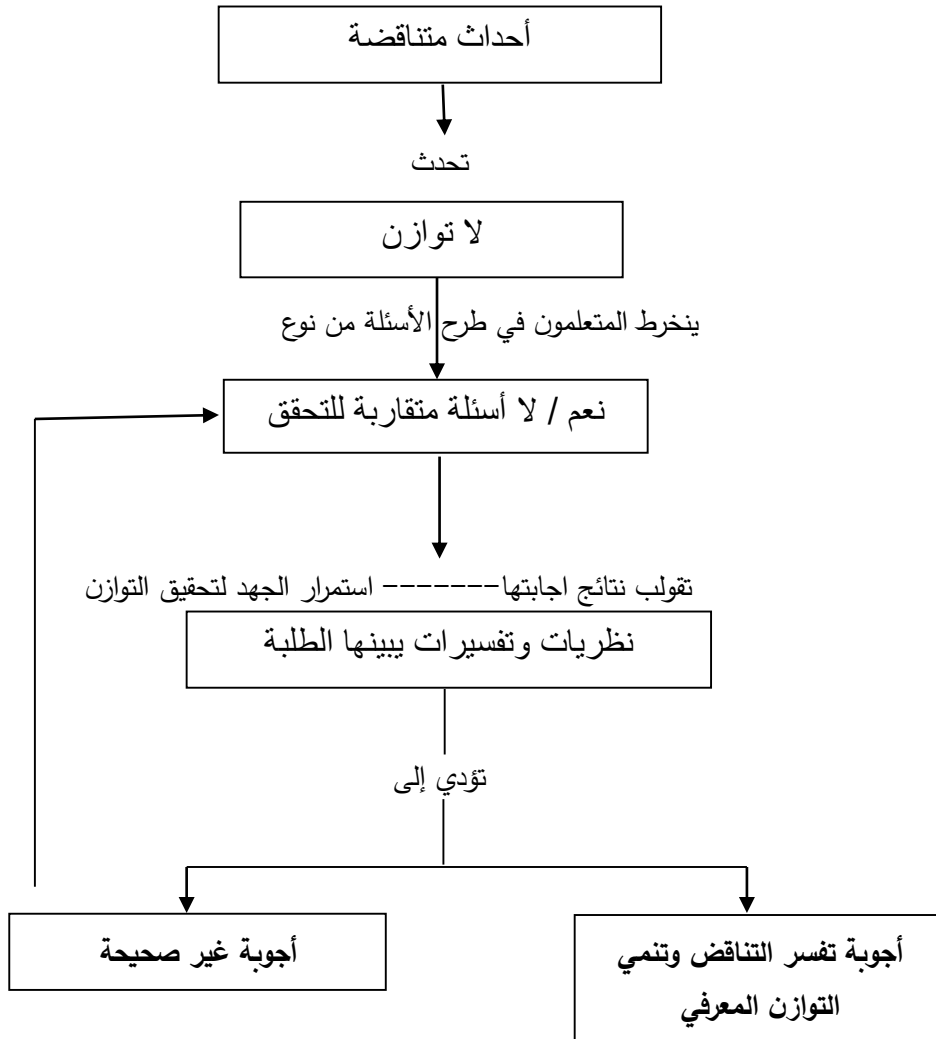 أحداث متناقضة
تحدث
لا توازن
ينخرط المتعلمون في طرح الأسئلة من نوع
نعم / لا أسئلة متقاربة للتحقق
تقولب نتائج اجابتها------- استمرار الجهد لتحقيق التوازن
نظريات وتفسيرات يبينها الطلبة
تؤدي إلى
أجوبة غير صحيحة
أجوبة تفسر التناقض وتنمي
التوازن المعرفي